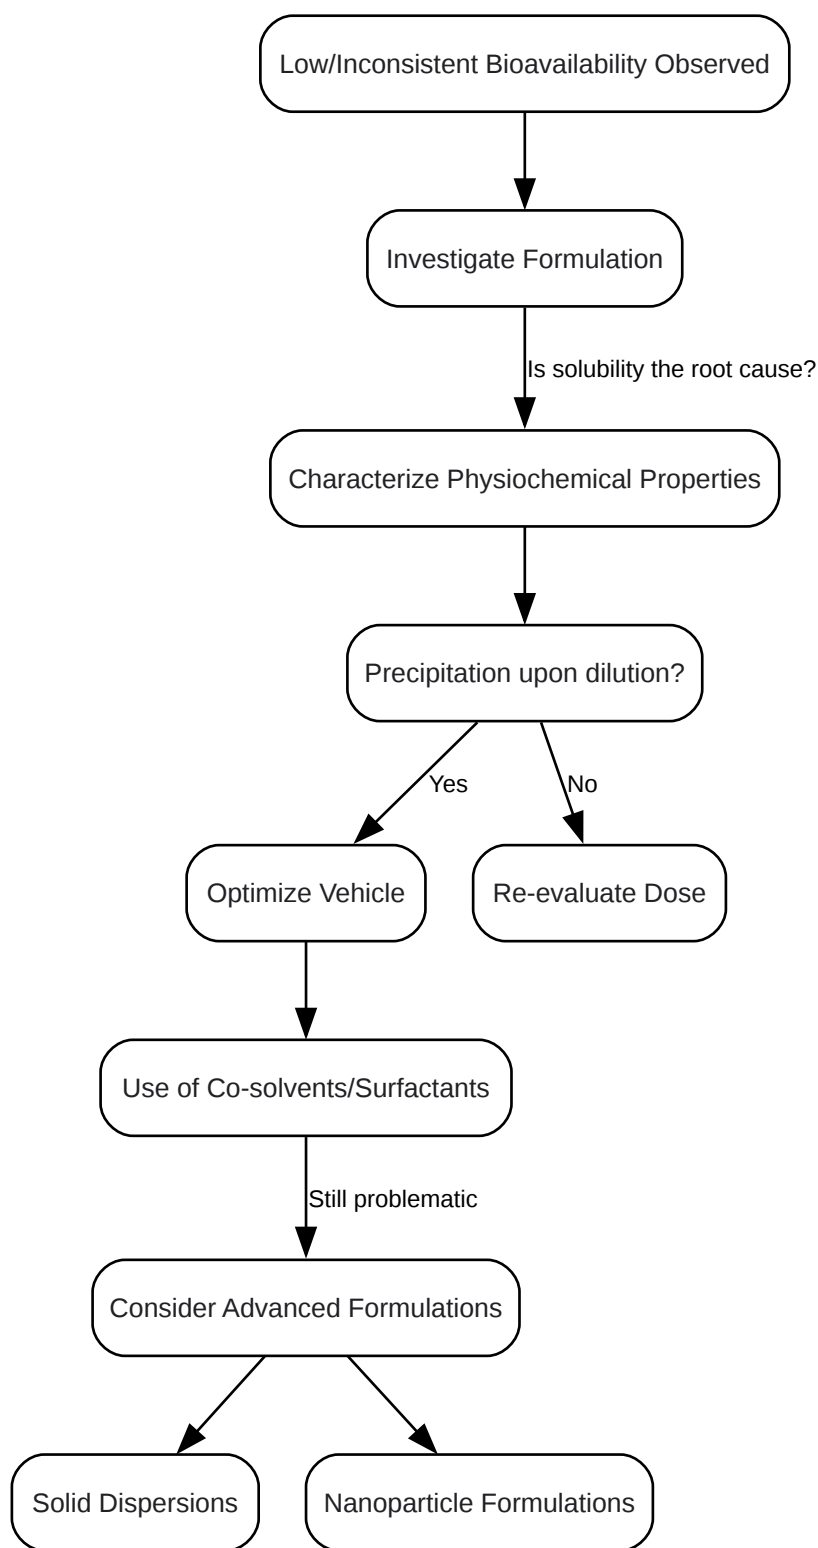 Low/Inconsistent Bioavailability Observed
Investigate Formulation
Is solubility the root cause?
Characterize Physiochemical Properties
Precipitation upon dilution?
Yes
No
Optimize Vehicle
Re-evaluate Dose
Use of Co-solvents/Surfactants
Still problematic
Consider Advanced Formulations
Solid Dispersions
Nanoparticle Formulations